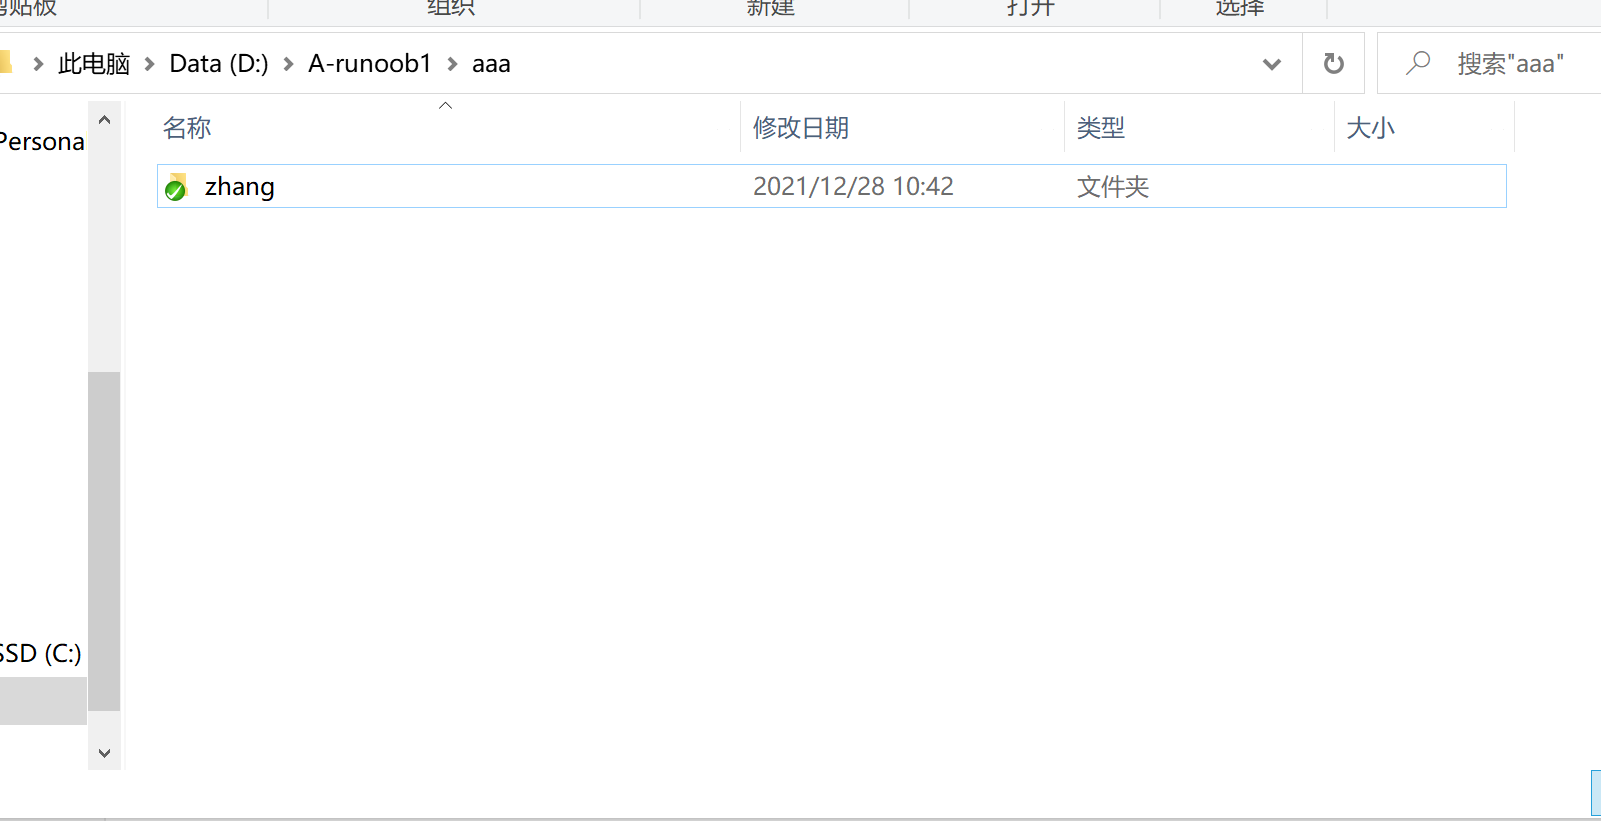 剪贴板 组织 新建 打开 选择
此电脑 Data (D:) A-runoob1 aaa 搜索"aaa"
名称 修改日期 类型 大小
Persona
zhang 2021/12/28 10:42 文件夹
SSD (C:)